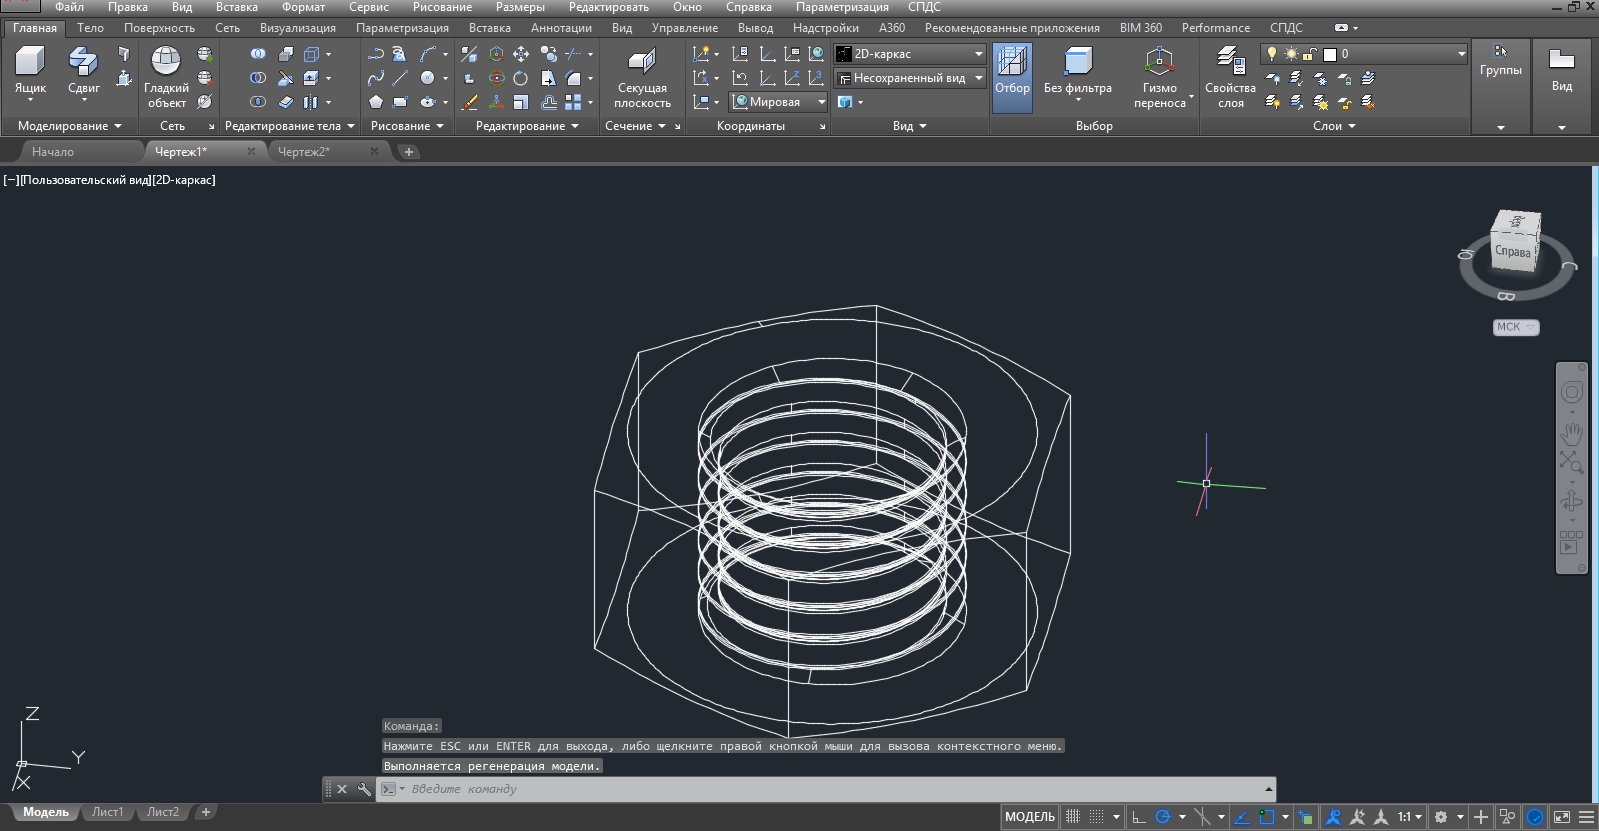 Файл Правка Вид Вставка Формат Сервис Рисование Размеры Редактировать Окно Справка Параметризация СПДС
Главная Тело Поверхность Сеть Визуализация Параметризация Вставка Аннотации Вид Управление Вывод Надстройки A360 Рекомендованные приложения BIM 360 Performance СПДС
2D-каркас
0
Несохраненный вид
Мировая
Ящик
Сдвиг
Гладкий
объект
Секущая
плоскость
Отбор
Без фильтра
Гизмо
переноса
Свойства
слоя
Группы
Вид
Моделирование Сеть Редактирование тела Рисование Редактирование Сечение Координаты Вид Выбор Слои
Начало Чертеж1* Чертеж2*
[−][Пользовательский вид][2D-каркас]
Справа
Ю
С
В
МСК
Z
Y
X
Команда:
Нажмите ESC или ENTER для выхода, либо щелкните правой кнопкой мыши для вызова контекстного меню.
Выполняется регенерация модели.
Введите команду
Модель Лист1 Лист2
МОДЕЛЬ
1:1